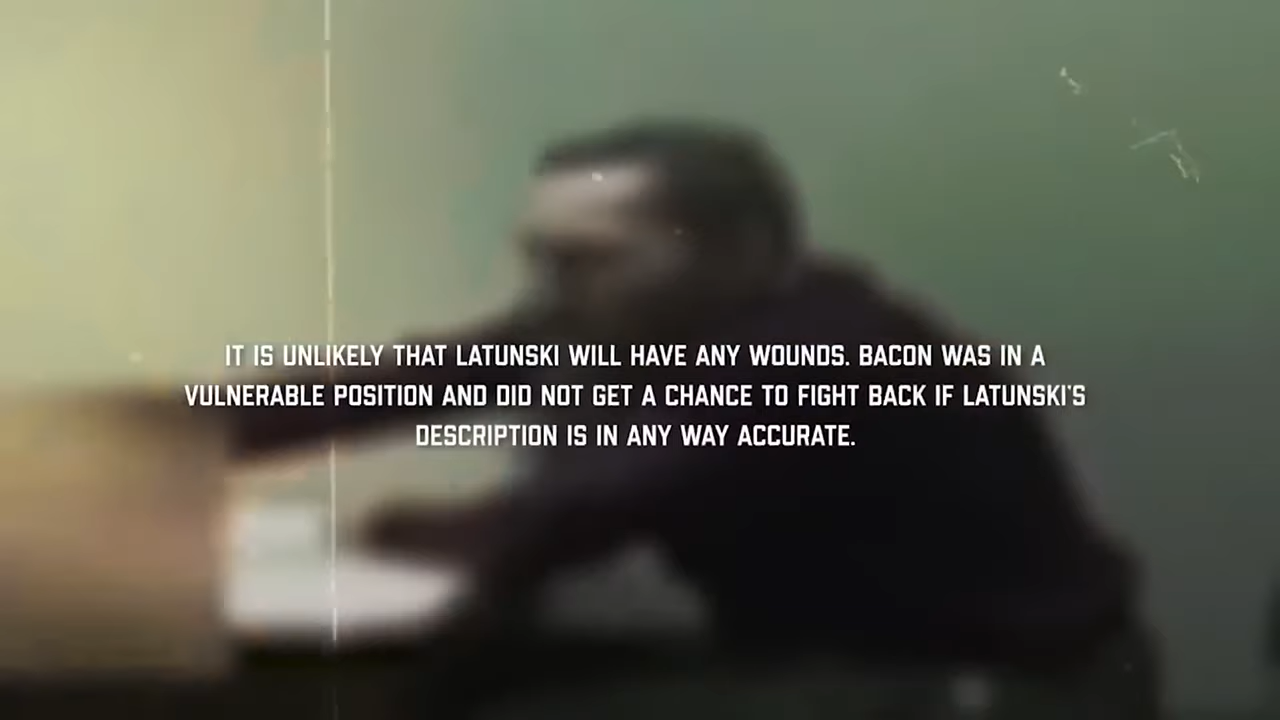 IT IS UNLIKELY THAT LATUNSKI WILL HAVE ANY WOUNDS. BACON WAS IN A
VULNERABLE POSITION AND DID NOT GET A CHANCE TO FIGHT BACK IF LATUNSKI'S
DESCRIPTION IS IN ANY WAY ACCURATE.